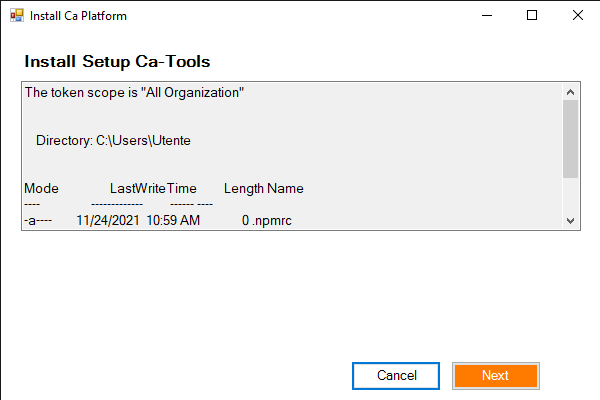 Install Ca Platform
Install Setup Ca-Tools
The token scope is "All Organization"
Directory: C:\Users\Utente
Mode LastWriteTime Length Name
---- ------------- ------ ----
-a---- 11/24/2021 10:59 AM 0 .npmrc
Cancel Next